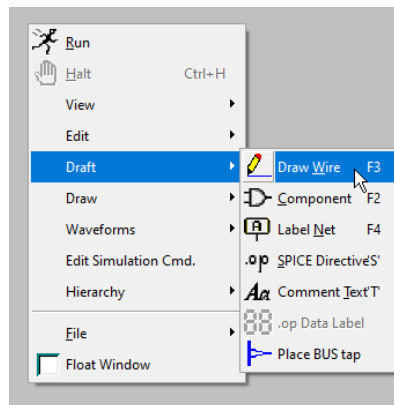 Run
Halt Ctrl+H
View
Edit
Draft
Draw
Waveforms
Edit Simulation Cmd.
Hierarchy
File
Float Window
Draw Wire F3
Component F2
Label Net F4
SPICE Directive'S'
Comment Text'T'
.op Data Label
Place BUS tap
A
.op
Aa